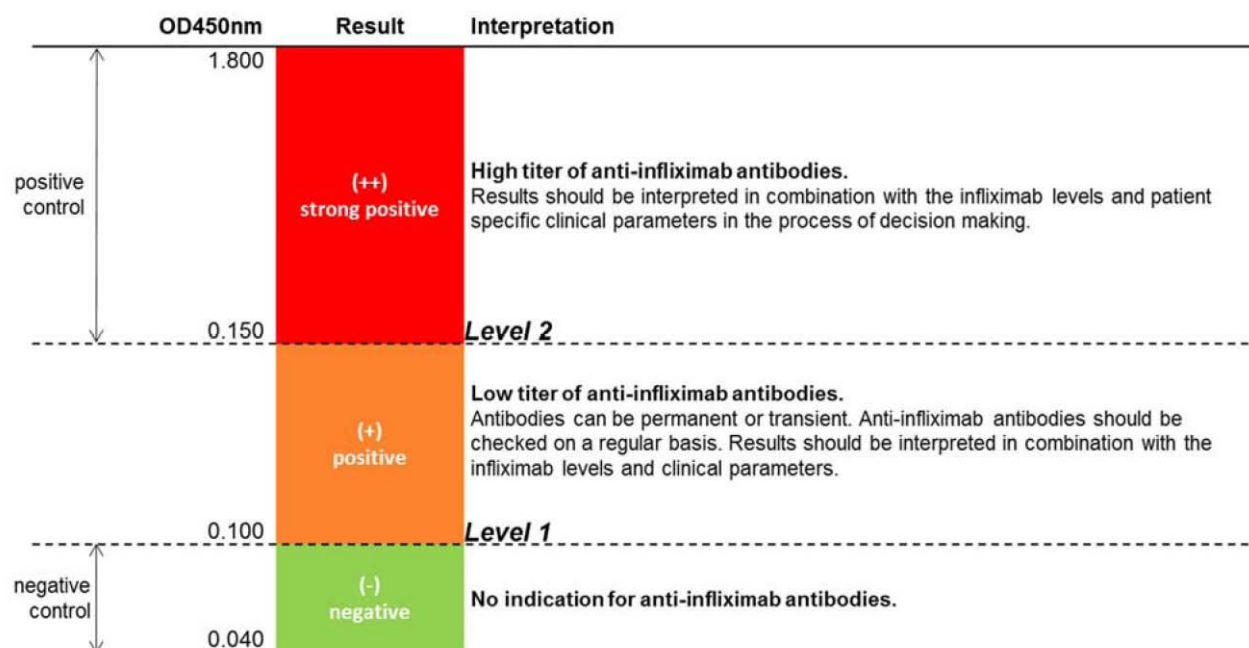 OD450nm Result Interpretation
1.800
positive
control
(++)
strong positive
High titer of anti-infliximab antibodies.
Results should be interpreted in combination with the infliximab levels and patient
specific clinical parameters in the process of decision making.
0.150 Level 2
(+)
positive
Low titer of anti-infliximab antibodies.
Antibodies can be permanent or transient. Anti-infliximab antibodies should be
checked on a regular basis. Results should be interpreted in combination with the
infliximab levels and clinical parameters.
0.100 Level 1
negative
control
(-)
negative
No indication for anti-infliximab antibodies.
0.040